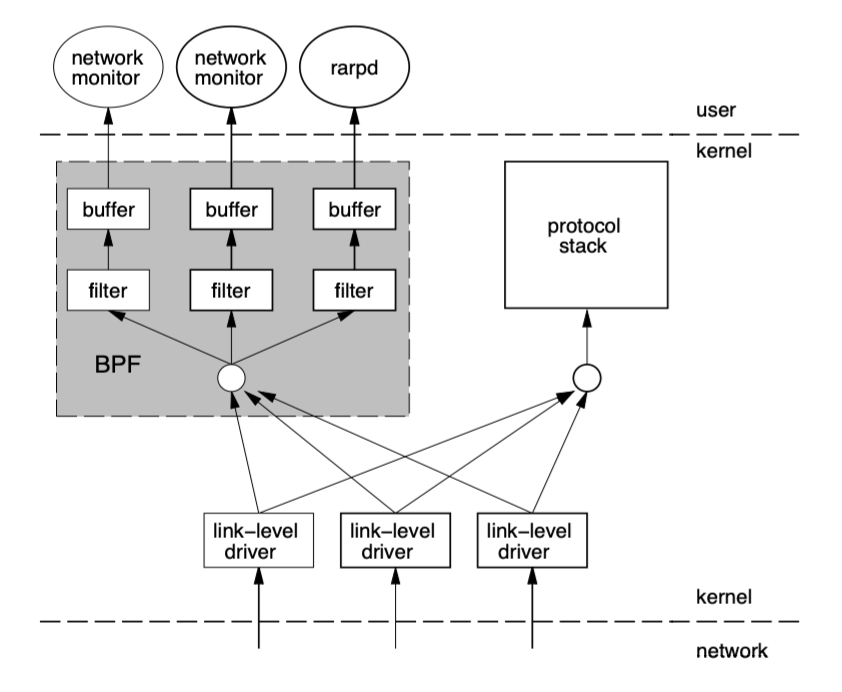 network
monitor
network
monitor
rarpd
user
kernel
buffer
buffer
buffer
protocol
stack
filter
filter
filter
BPF
link−level
driver
link−level
driver
link−level
driver
kernel
network